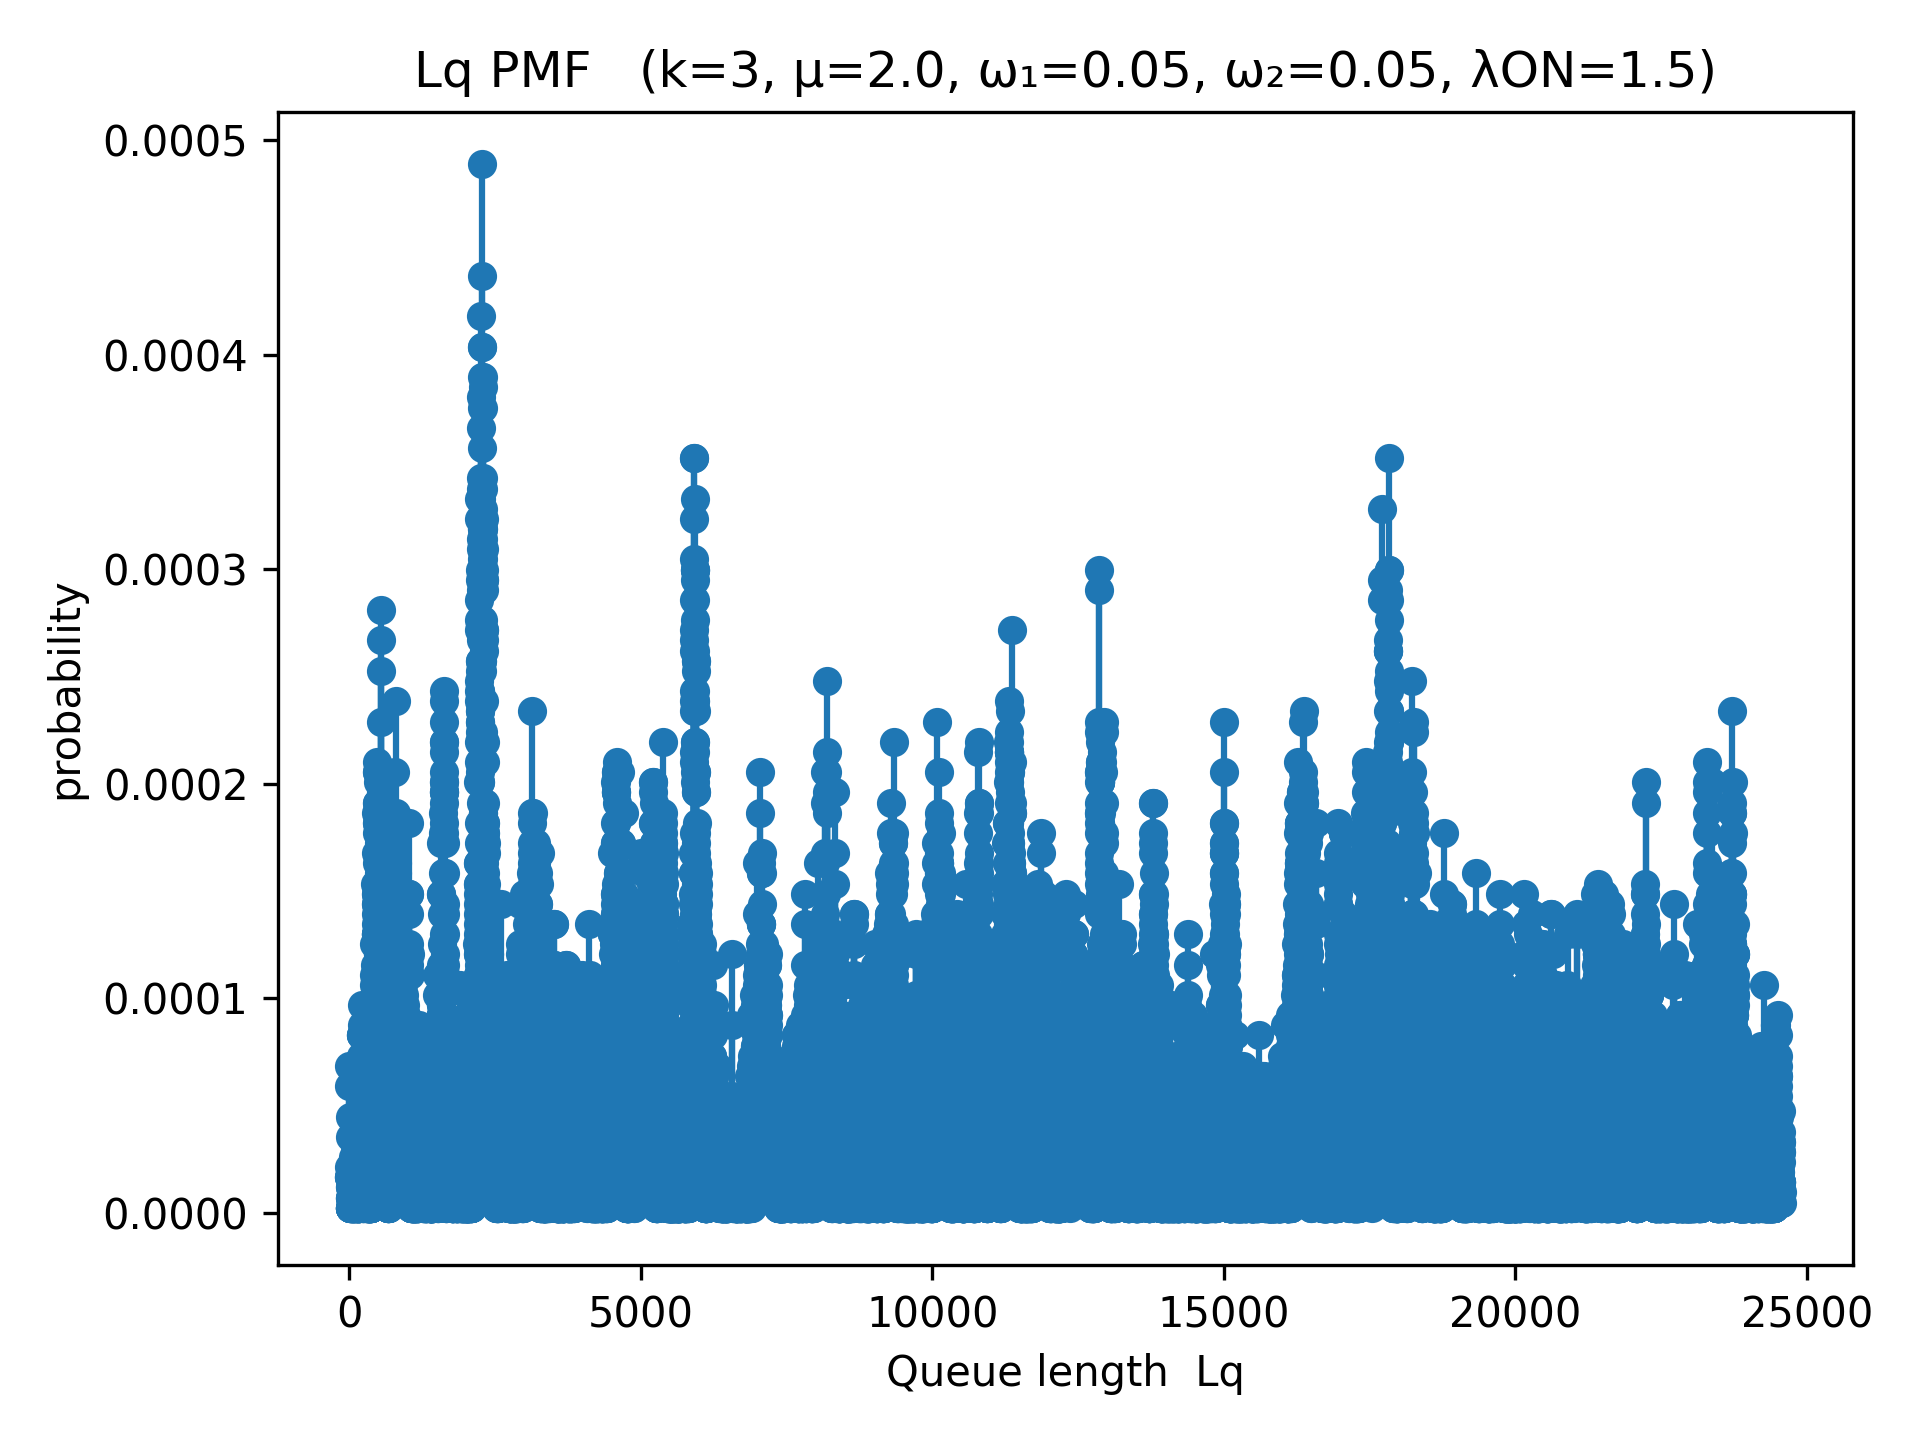 Lq PMF   (k=3, μ=2.0, ω₁=0.05, ω₂=0.05, λON=1.5)
0.0005
0.0004
0.0003
0.0002
0.0001
0.0000
probability
0 5000 10000 15000 20000 25000
Queue length  Lq